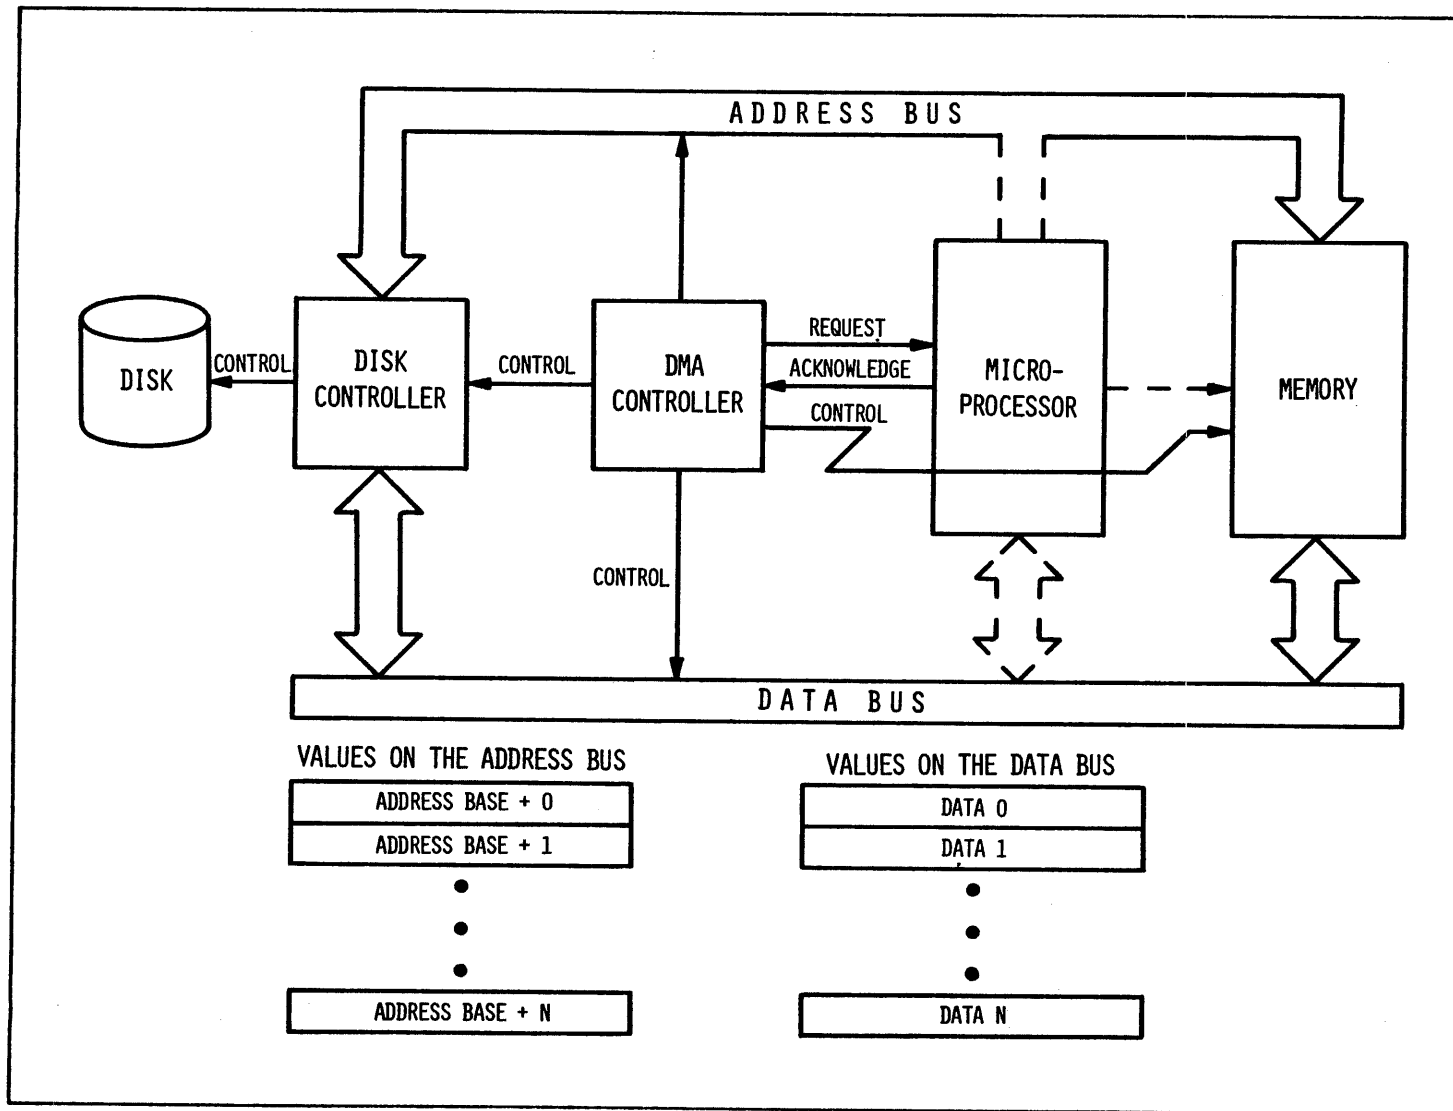 ADDRESS BUS
DISK
CONTROL
DISK
CONTROLLER
CONTROL
DMA
CONTROLLER
REQUEST
ACKNOWLEDGE
CONTROL
MICRO-
PROCESSOR
MEMORY
CONTROL
DATA BUS
VALUES ON THE ADDRESS BUS
ADDRESS BASE + 0
ADDRESS BASE + 1
ADDRESS BASE + N
VALUES ON THE DATA BUS
DATA 0
DATA 1
DATA N